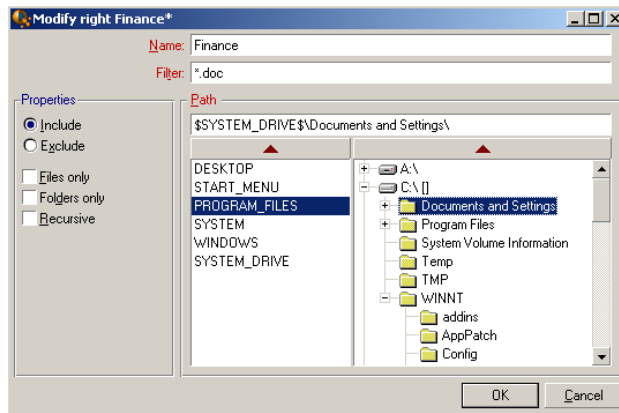 Modify right Finance*
Name: Finance
Filter: *.doc
Properties
Include
Exclude
Files only
Folders only
Recursive
Path
$SYSTEM_DRIVE$\Documents and Settings\
DESKTOP
START_MENU
PROGRAM_FILES
SYSTEM
WINDOWS
SYSTEM_DRIVE
A:\
C:\ []
Documents and Settings
Program Files
System Volume Information
Temp
TMP
WINNT
addins
AppPatch
Config
OK
Cancel